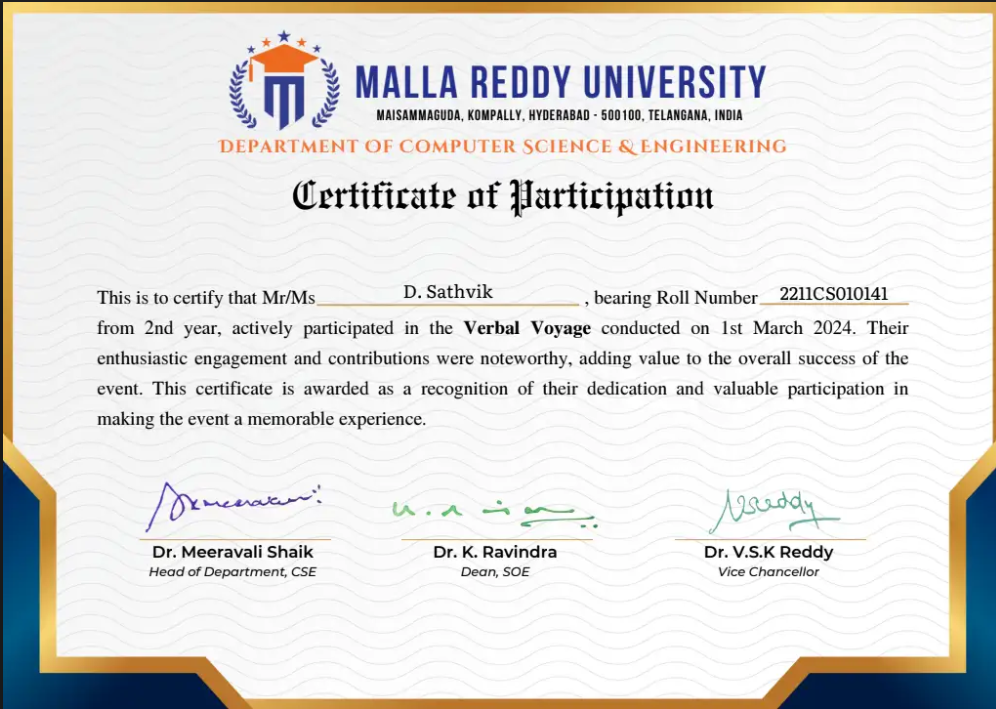 MALLA REDDY UNIVERSITY
MAISAMMAGUDA, KOMPALLY, HYDERABAD - 500100, TELANGANA, INDIA
DEPARTMENT OF COMPUTER SCIENCE & ENGINEERING
Certificate of Participation
This is to certify that Mr/Ms D. Sathvik , bearing Roll Number 2211CS010141
from 2nd year, actively participated in the Verbal Voyage conducted on 1st March 2024. Their
enthusiastic engagement and contributions were noteworthy, adding value to the overall success of the
event. This certificate is awarded as a recognition of their dedication and valuable participation in
making the event a memorable experience.
Dr. Meeravali Shaik Dr. K. Ravindra Dr. V.S.K Reddy
Head of Department, CSE Dean, SOE Vice Chancellor